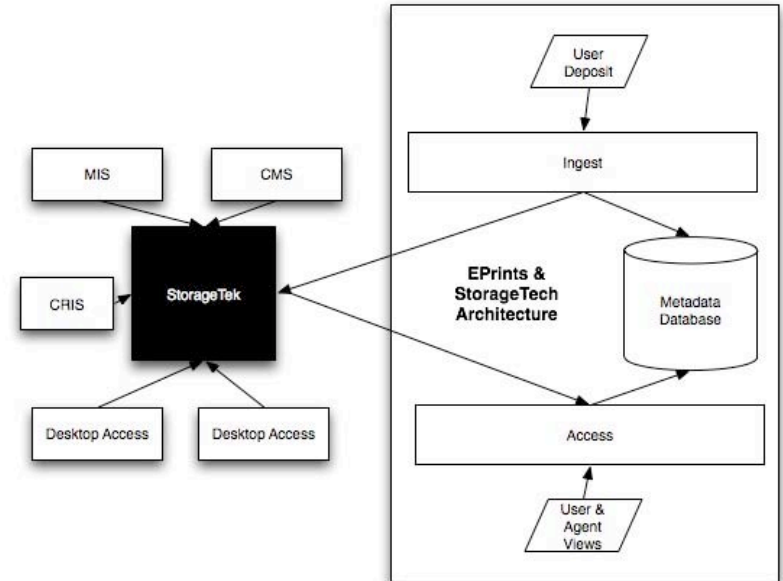 User
Deposit
Ingest
MIS
CMS
StorageTek
CRIS
EPrints &
StorageTech
Architecture
Metadata
Database
Desktop Access
Desktop Access
Access
User &
Agent
Views